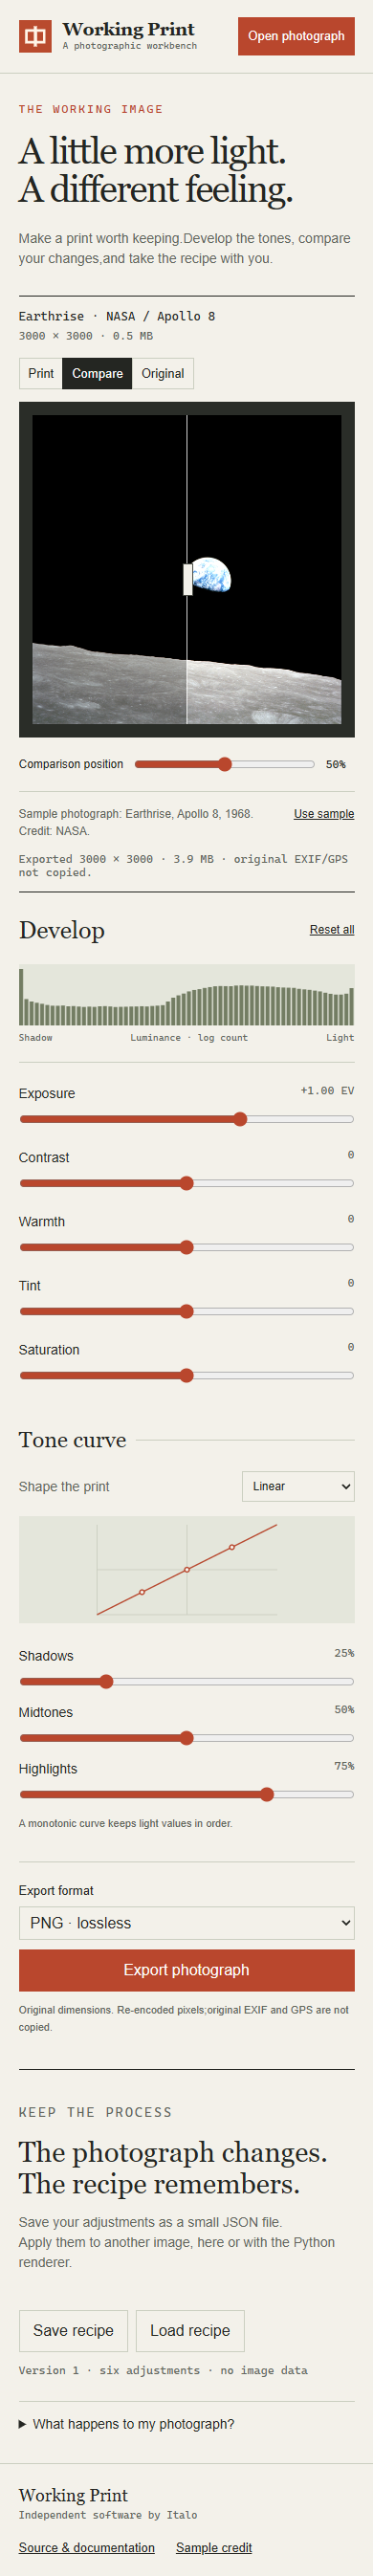 Working Print
A photographic workbench
Open photograph
THE WORKING IMAGE
A little more light.
A different feeling.
Make a print worth keeping.Develop the tones, compare
your changes,and take the recipe with you.
Earthrise · NASA / Apollo 8
3000 × 3000 · 0.5 MB
Print
Compare
Original
Comparison position
50%
Sample photograph: Earthrise, Apollo 8, 1968.
Credit: NASA.
Use sample
Exported 3000 × 3000 · 3.9 MB · original EXIF/GPS
not copied.
Develop
Reset all
Shadow
Luminance · log count
Light
Exposure
+1.00 EV
Contrast
0
Warmth
0
Tint
0
Saturation
0
Tone curve
Shape the print
Linear
Shadows
25%
Midtones
50%
Highlights
75%
A monotonic curve keeps light values in order.
Export format
PNG · lossless
Export photograph
Original dimensions. Re-encoded pixels;original EXIF and GPS are not
copied.
KEEP THE PROCESS
The photograph changes.
The recipe remembers.
Save your adjustments as a small JSON file.
Apply them to another image, here or with the Python
renderer.
Save recipe
Load recipe
Version 1 · six adjustments · no image data
What happens to my photograph?
Working Print
Independent software by Italo
Source & documentation
Sample credit